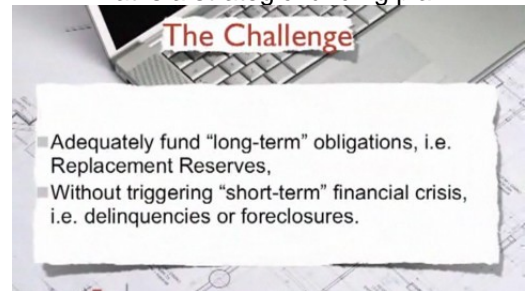 The Challenge
Adequately fund “long-term” obligations, i.e.
Replacement Reserves,
Without triggering “short-term” financial crisis,
i.e. delinquencies or foreclosures.